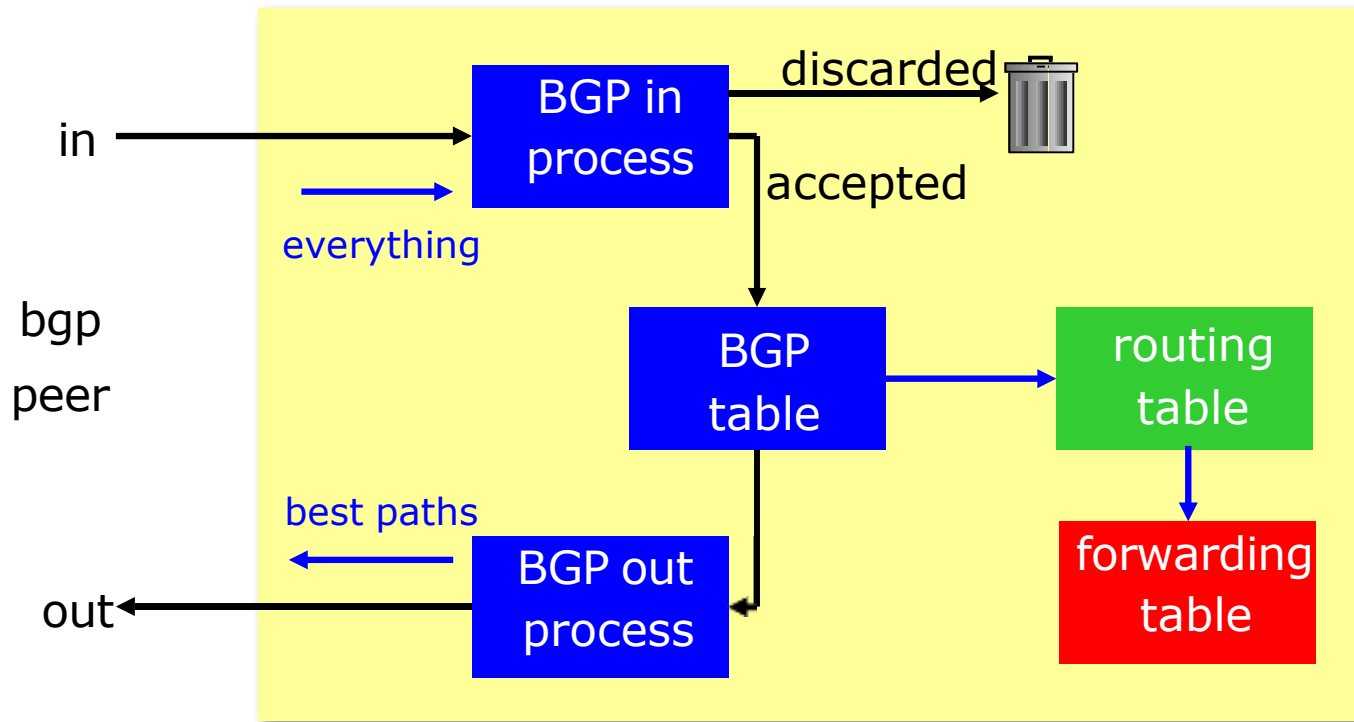 discarded
BGP in
process
in
accepted
everything
bgp
peer
BGP
table
routing
table
best paths
BGP out
process
out
forwarding
table